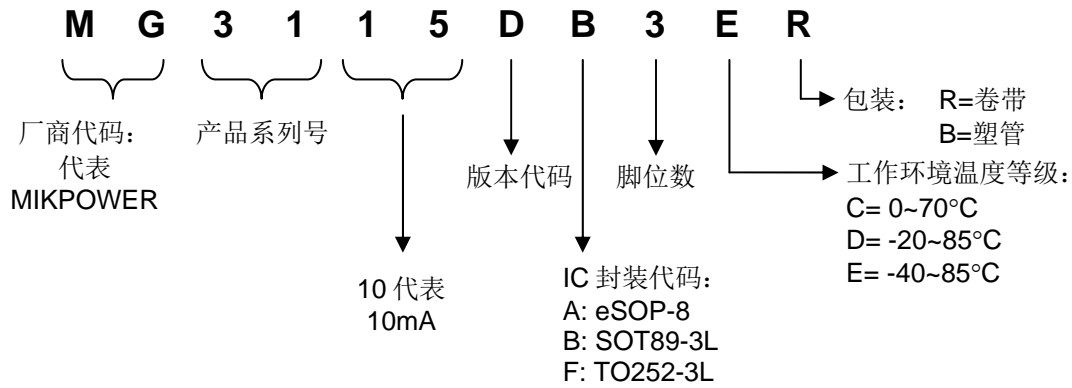 M G 3 1 1 5 D B 3 E R
厂商代码：
代表
MIKPOWER
产品系列号
10 代表
10mA
版本代码
IC 封装代码：
A: eSOP-8
B: SOT89-3L
F: TO252-3L
脚位数
包装： R=卷带
B=塑管
工作环境温度等级：
C= 0~70°C
D= -20~85°C
E= -40~85°C